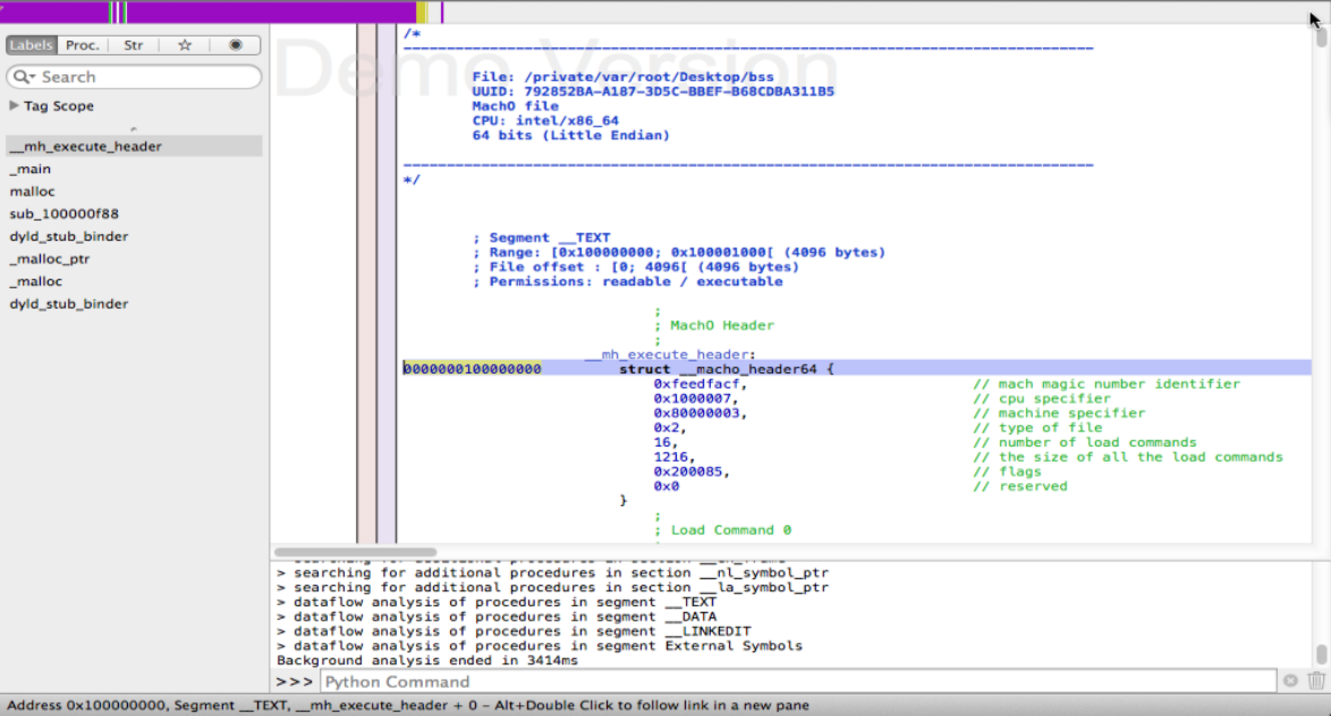 Labels Proc. Str
Search
Tag Scope
__mh_execute_header
_main
malloc
sub_100000f88
dyld_stub_binder
_malloc_ptr
_malloc
dyld_stub_binder
Demo Version
/*
File: /private/var/root/Desktop/bss
UUID: 792852BA-A187-3D5C-BBEF-B68CDBA311B5
MachO file
CPU: intel/x86_64
64 bits (Little Endian)
*/
; Segment __TEXT
; Range: [0x100000000; 0x100001000[ (4096 bytes)
; File offset : [0; 4096[ (4096 bytes)
; Permissions: readable / executable
;
; MachO Header
;
__mh_execute_header:
0000000100000000 struct __macho_header64 {
0xfeedfacf, // mach magic number identifier
0x1000007, // cpu specifier
0x80000003, // machine specifier
0x2, // type of file
16, // number of load commands
1216, // the size of all the load commands
0x200085, // flags
0x0 // reserved
}
;
; Load Command 0
> searching for additional procedures in section
> searching for additional procedures in section __nl_symbol_ptr
> searching for additional procedures in section __la_symbol_ptr
> dataflow analysis of procedures in segment __TEXT
> dataflow analysis of procedures in segment __DATA
> dataflow analysis of procedures in segment __LINKEDIT
> dataflow analysis of procedures in segment External Symbols
Background analysis ended in 3414ms
>>> Python Command
Address 0x100000000, Segment __TEXT, __mh_execute_header + 0 - Alt+Double Click to follow link in a new pane